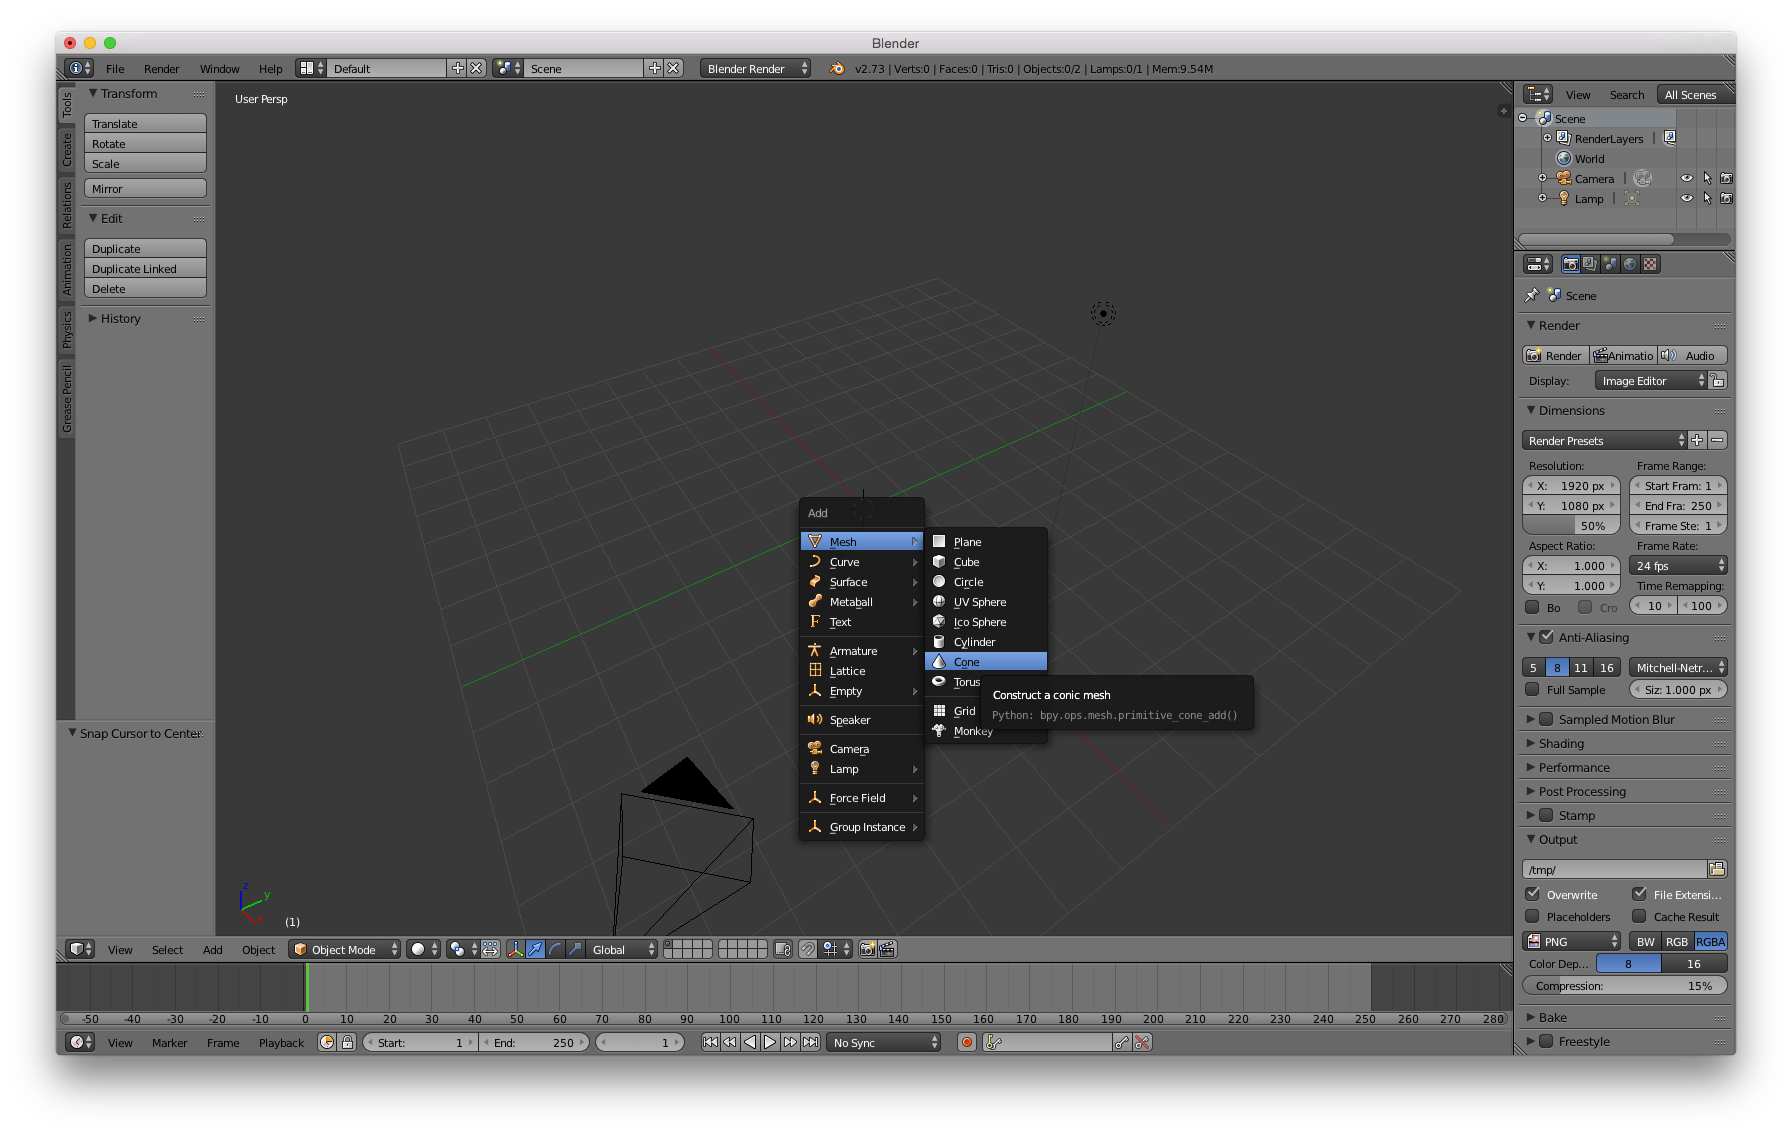 Blender
File Render Window Help Default Scene Blender Render v2.73 | Verts:0 | Faces:0 | Tris:0 | Objects:0/2 | Lamps:0/1 | Mem:9.54M
Tools
Create
Relations
Animation
Physics
Grease Pencil
Transform
Translate
Rotate
Scale
Mirror
Edit
Duplicate
Duplicate Linked
Delete
History
Snap Cursor to Center
User Persp
Add
Mesh
Curve
Surface
Metaball
Text
Armature
Lattice
Empty
Speaker
Camera
Lamp
Force Field
Group Instance
Plane
Cube
Circle
UV Sphere
Ico Sphere
Cylinder
Cone
Torus
Grid
Monkey
Construct a conic mesh
Python: bpy.ops.mesh.primitive_cone_add()
z
y
x
(1)
View Select Add Object Object Mode Global
-50 -40 -30 -20 -10 0 10 20 30 40 50 60 70 80 90 100 110 120 130 140 150 160 170 180 190 200 210 220 230 240 250 260 270 280
View Marker Frame Playback Start: 1 End: 250 1 No Sync
View Search All Scenes
Scene
RenderLayers |
World
Camera |
Lamp |
Scene
Render
Render Animatio Audio
Display: Image Editor
Dimensions
Render Presets
Resolution: Frame Range:
X: 1920 px Start Fram: 1
Y: 1080 px End Fra: 250
50% Frame Ste: 1
Aspect Ratio: Frame Rate:
X: 1.000 24 fps
Y: 1.000 Time Remapping:
Bo Cro 10 100
Anti-Aliasing
5 8 11 16 Mitchell-Netr...
Full Sample Siz: 1.000 px
Sampled Motion Blur
Shading
Performance
Post Processing
Stamp
Output
/tmp/
Overwrite File Extensi...
Placeholders Cache Result
PNG BW RGB RGBA
Color Dep... 8 16
Compression: 15%
Bake
Freestyle